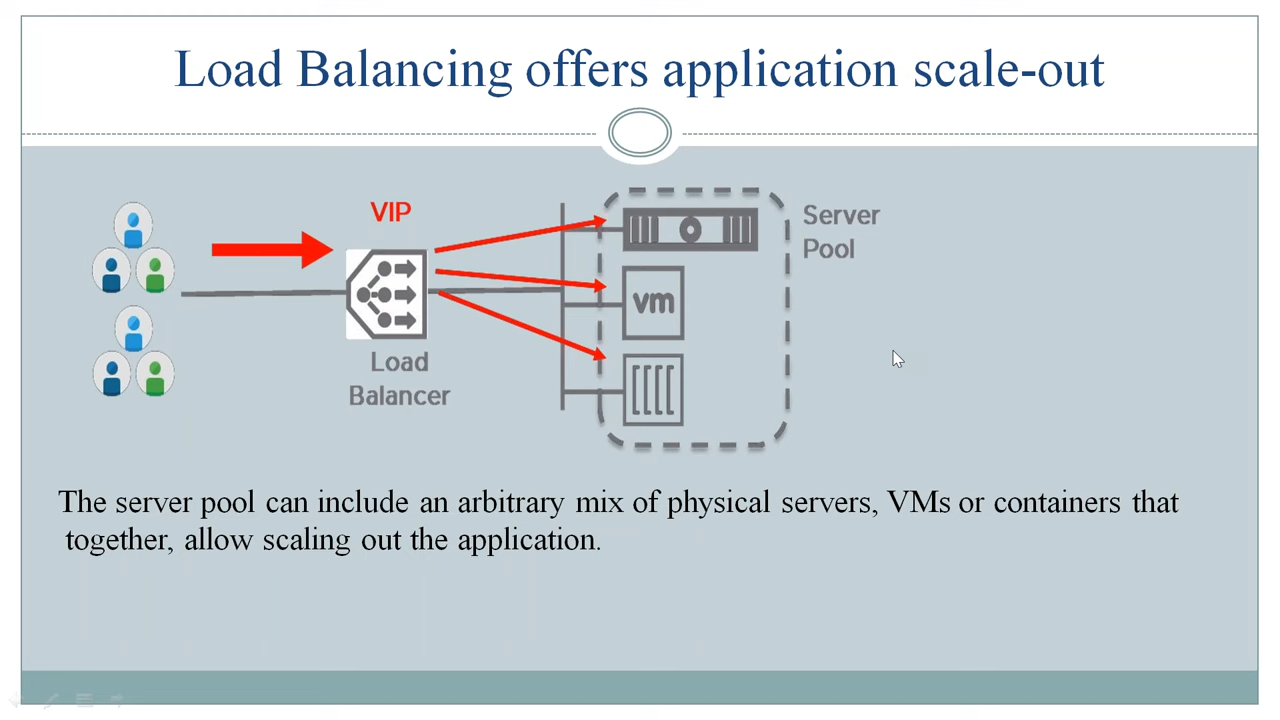 Load Balancing offers application scale-out
VIP
Server
Pool
vm
Load
Balancer
The server pool can include an arbitrary mix of physical servers, VMs or containers that
together, allow scaling out the application.